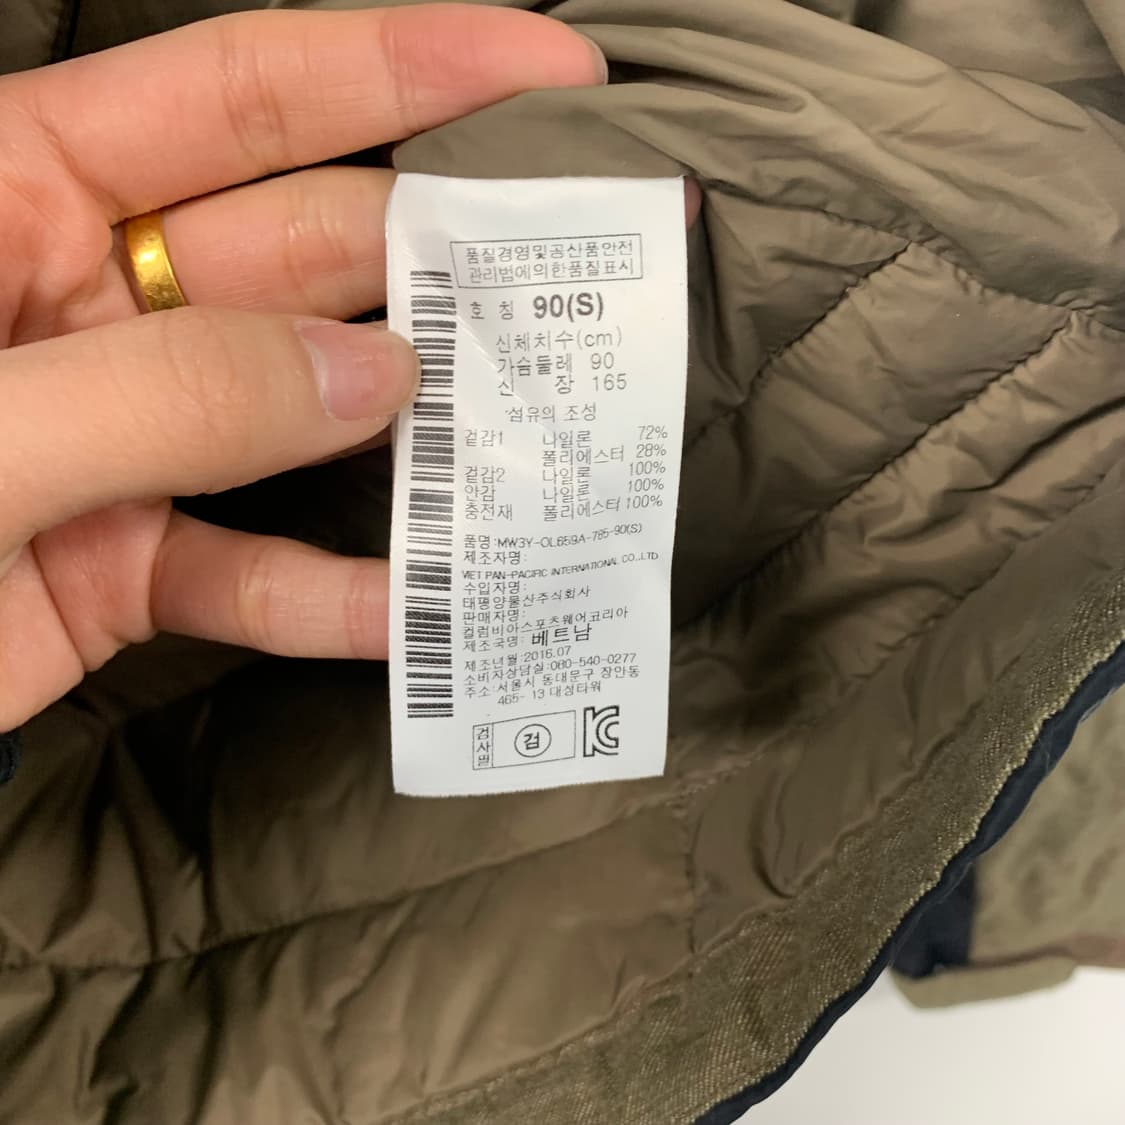 품질경영및공산품안전
관리법에의한품질표시
호 칭 90(S)
신체치수(cm)
가슴둘레 90
신 장 165
섬유의 조성
겉감1 나일론 72%
폴리에스터 28%
겉감2 나일론 100%
안감 나일론 100%
충전재 폴리에스터 100%
품명:MW3Y-OL659A-785-90(S)
제조자명:
VIET PAN-PACIFIC INTERNATIONAL CO.,LTD
수입자명:
태평양물산주식회사
판매자명:
컬럼비아스포츠웨어코리아
제조국명: 베트남
제조년월:2016.07
소비자상담실:080-540-0277
주소:서울시 동대문구 장안동
465-13 대성타워
검사필 검